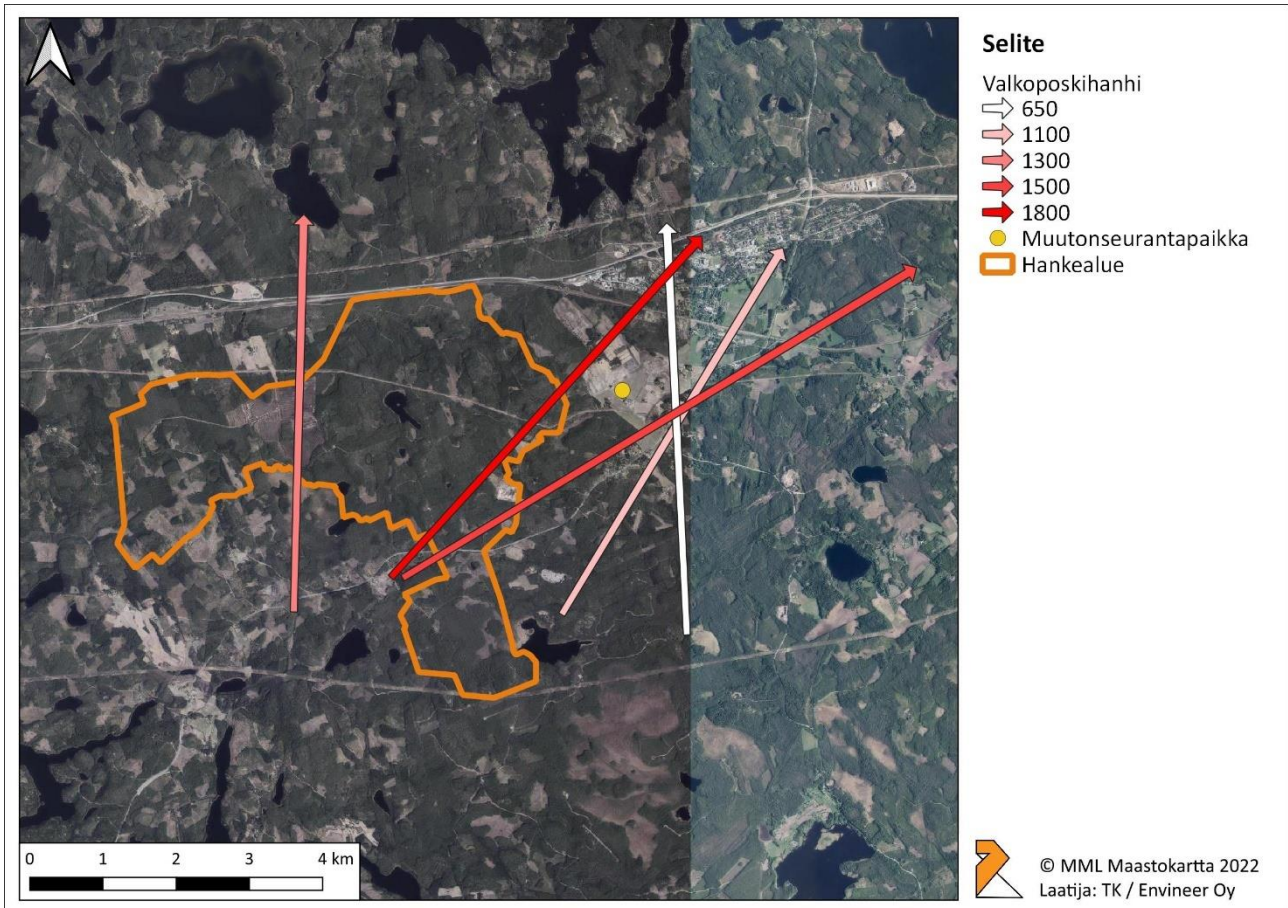 Selite
Valkoposkihanhi
650
1100
1300
1500
1800
Muutonseurantapaikka
Hankealue
0 1 2 3 4 km
© MML Maastokartta 2022
Laatija: TK / Envineer Oy